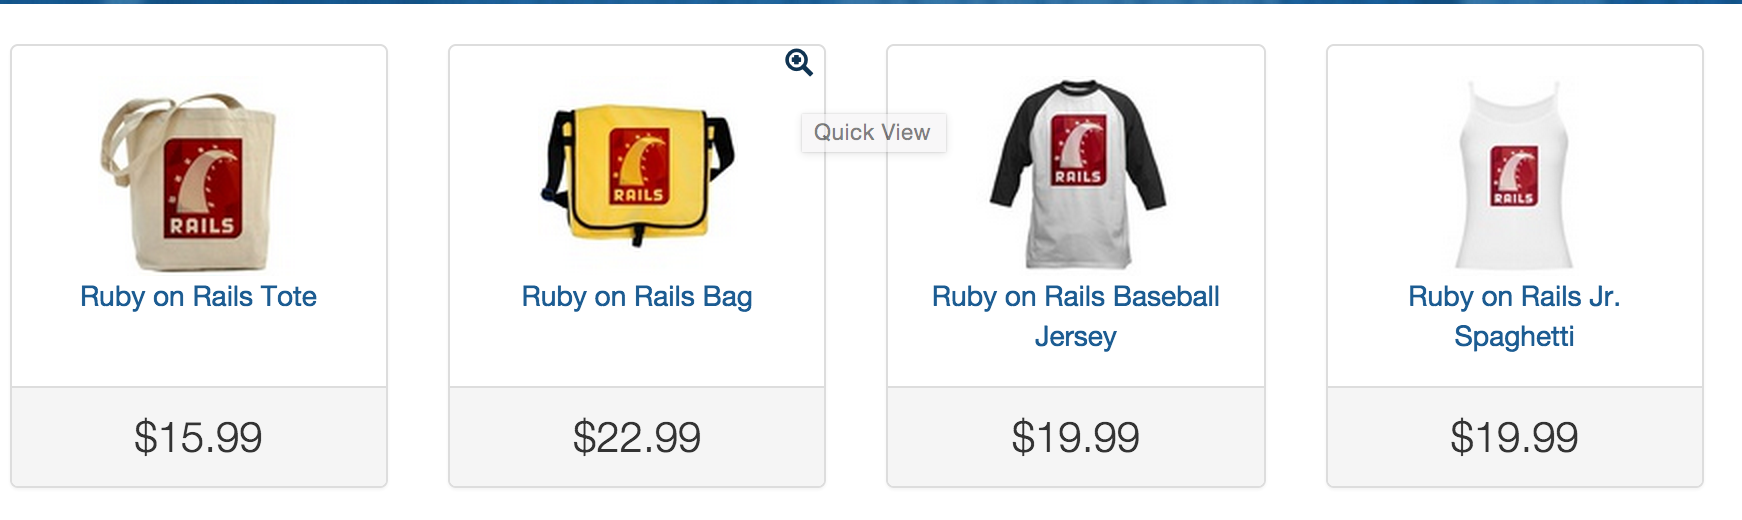 RAILS
Ruby on Rails Tote
$15.99
RAILS
Quick View
Ruby on Rails Bag
$22.99
RAILS
Ruby on Rails Baseball
Jersey
$19.99
RAILS
Ruby on Rails Jr.
Spaghetti
$19.99